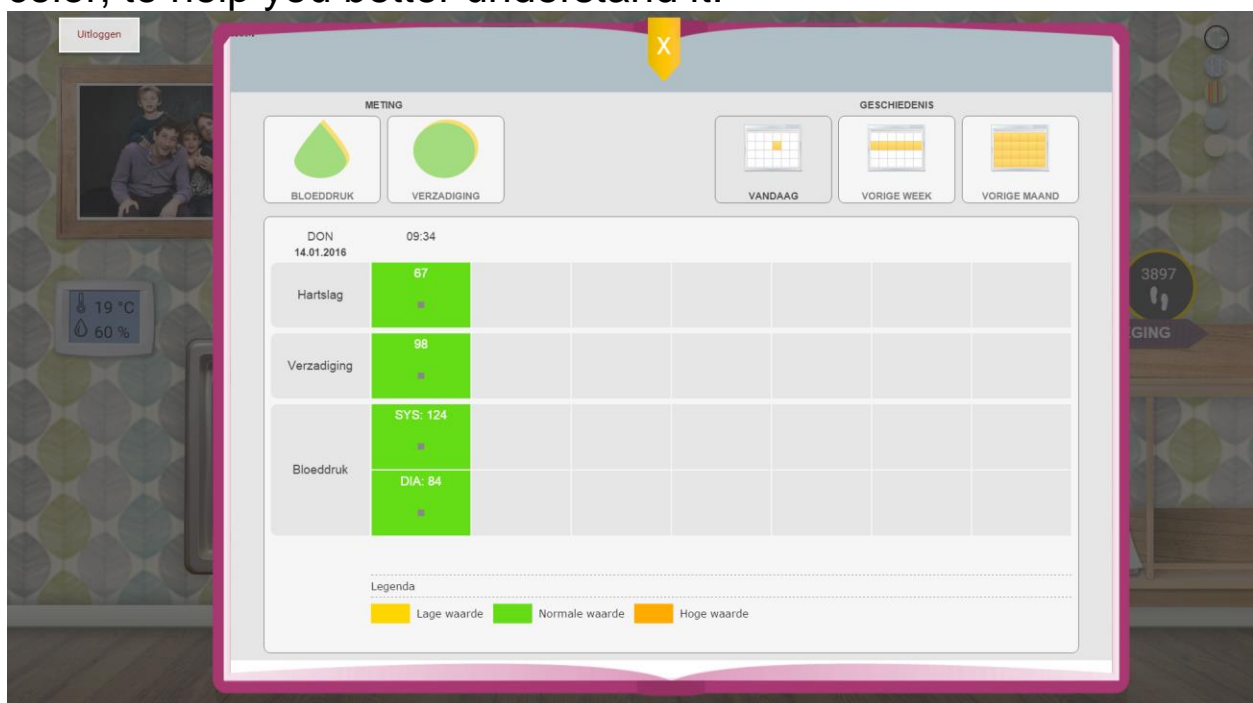 color, to help you better understand it.
Uitloggen
X
METING
GESCHIEDENIS
BLOEDDRUK
VERZADIGING
VANDAAG
VORIGE WEEK
VORIGE MAAND
DON
14.01.2016
09:34
Hartslag
67
Verzadiging
98
Bloeddruk
SYS: 124
DIA: 84
Legenda
Lage waarde
Normale waarde
Hoge waarde
19 °C
60 %
3897
GING